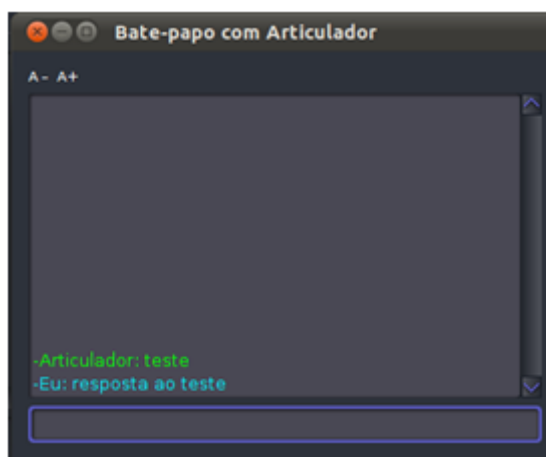 Bate-papo com Articulador
A- A+
-Articulador: teste
-Eu: resposta ao teste